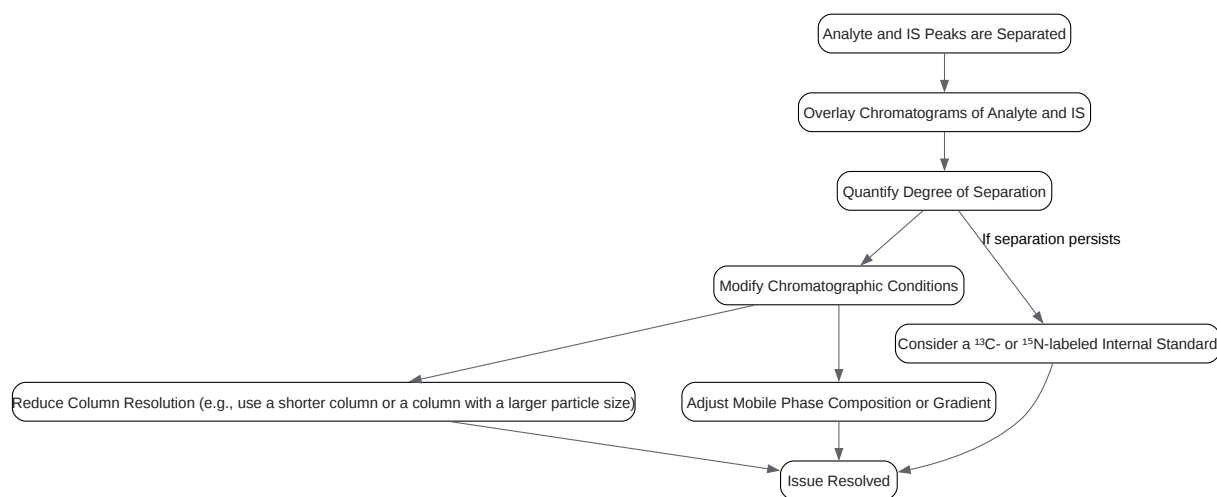 Analyte and IS Peaks are Separated
Overlay Chromatograms of Analyte and IS
Quantify Degree of Separation
If separation persists
Modify Chromatographic Conditions
Consider a ¹³C- or ¹⁵N-labeled Internal Standard
Reduce Column Resolution (e.g., use a shorter column or a column with a larger particle size)
Adjust Mobile Phase Composition or Gradient
Issue Resolved